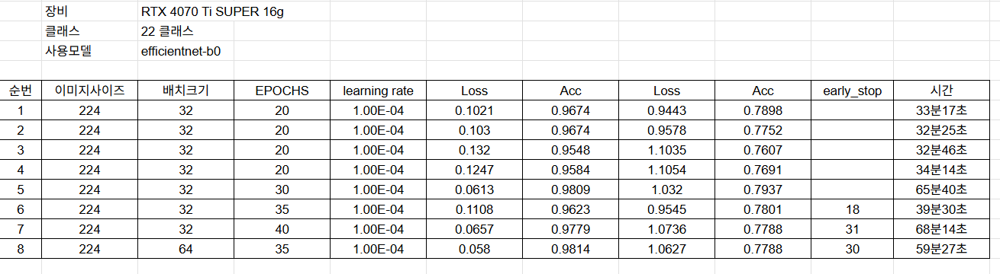 장비 RTX 4070 Ti SUPER 16g
클래스 22 클래스
사용모델 efficientnet-b0
순번 이미지사이즈 배치크기 EPOCHS learning rate Loss Acc Loss Acc early_stop 시간
1 224 32 20 1.00E-04 0.1021 0.9674 0.9443 0.7898 33분17초
2 224 32 20 1.00E-04 0.103 0.9674 0.9578 0.7752 32분25초
3 224 32 20 1.00E-04 0.132 0.9548 1.1035 0.7607 32분46초
4 224 32 20 1.00E-04 0.1247 0.9584 1.1054 0.7691 34분14초
5 224 32 30 1.00E-04 0.0613 0.9809 1.032 0.7937 65분40초
6 224 32 35 1.00E-04 0.1108 0.9623 0.9545 0.7801 18 39분30초
7 224 32 40 1.00E-04 0.0657 0.9779 1.0736 0.7788 31 68분14초
8 224 64 35 1.00E-04 0.058 0.9814 1.0627 0.7788 30 59분27초